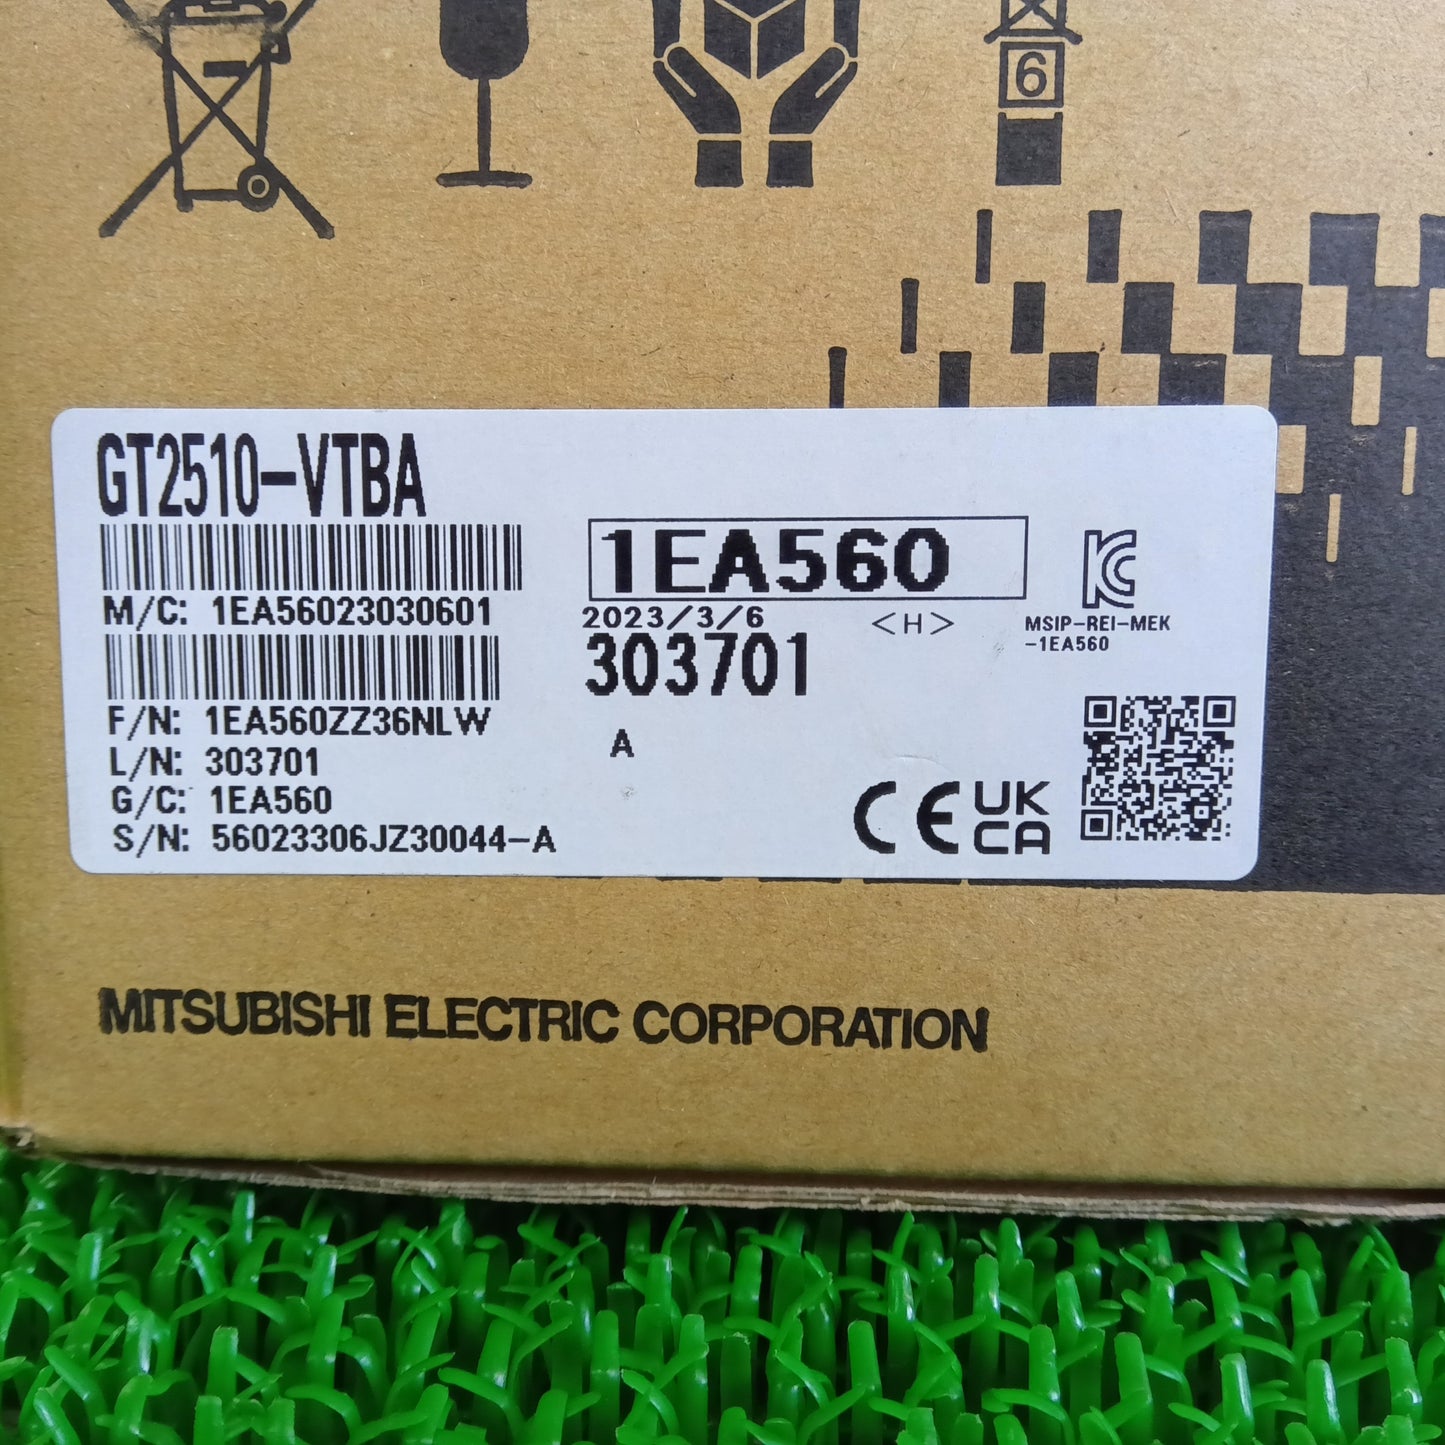 6
GT2510-VTBA
M/C: 1EA56023030601
F/N: 1EA560ZZ36NLW
L/N: 303701
G/C: 1EA560
S/N: 56023306JZ30044-A
1EA560
2023/3/6 <H>
303701
A
KC
MSIP-REI-MEK
-1EA560
CE UK
CA
MITSUBISHI ELECTRIC CORPORATION